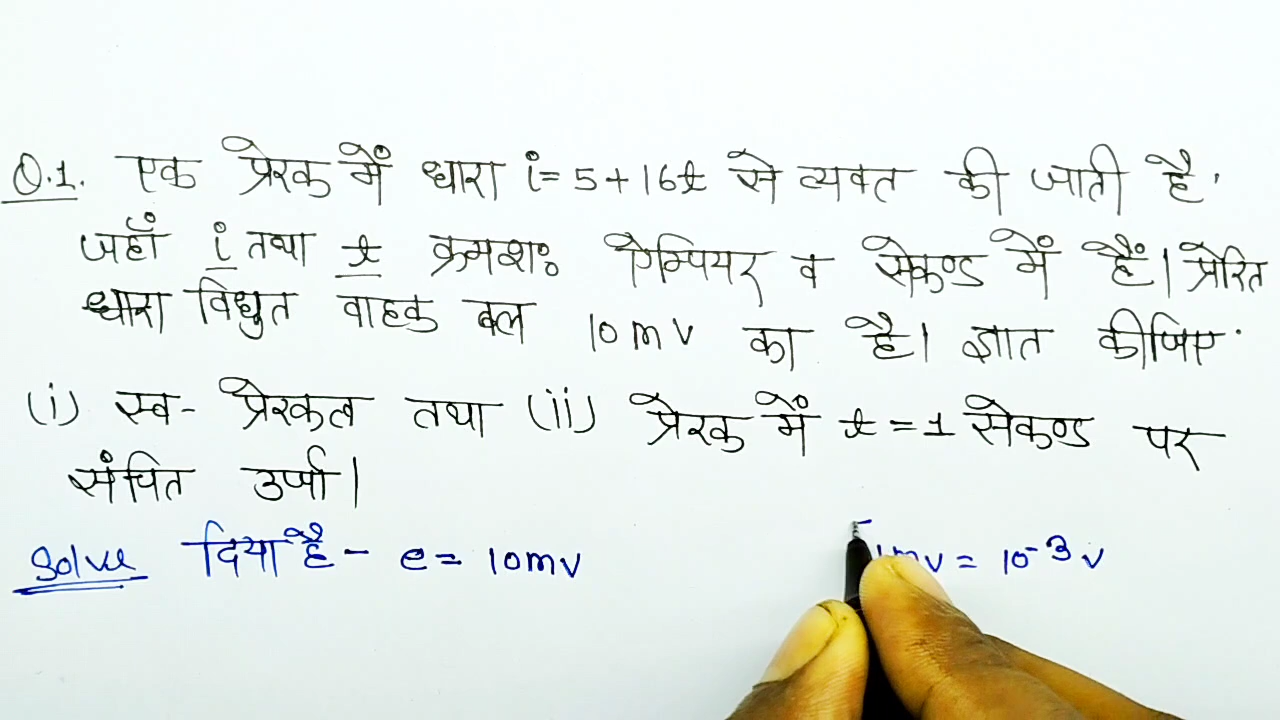 Q.1. एक प्रेरक में धारा i= 5+16t से व्यक्त की जाती है,
जहाँ i तथा t क्रमशः ऐम्पियर व सेकण्ड में हैं। प्रेरित
धारा विधुत वाहक बल 10 mv का है। ज्ञात कीजिए
(i) स्व- प्रेरकत्व तथा (ii) प्रेरक में t = 1 सेकण्ड पर
संचित उर्जा।
Solve दिया है - e = 10mv 1mv = 10⁻³ v